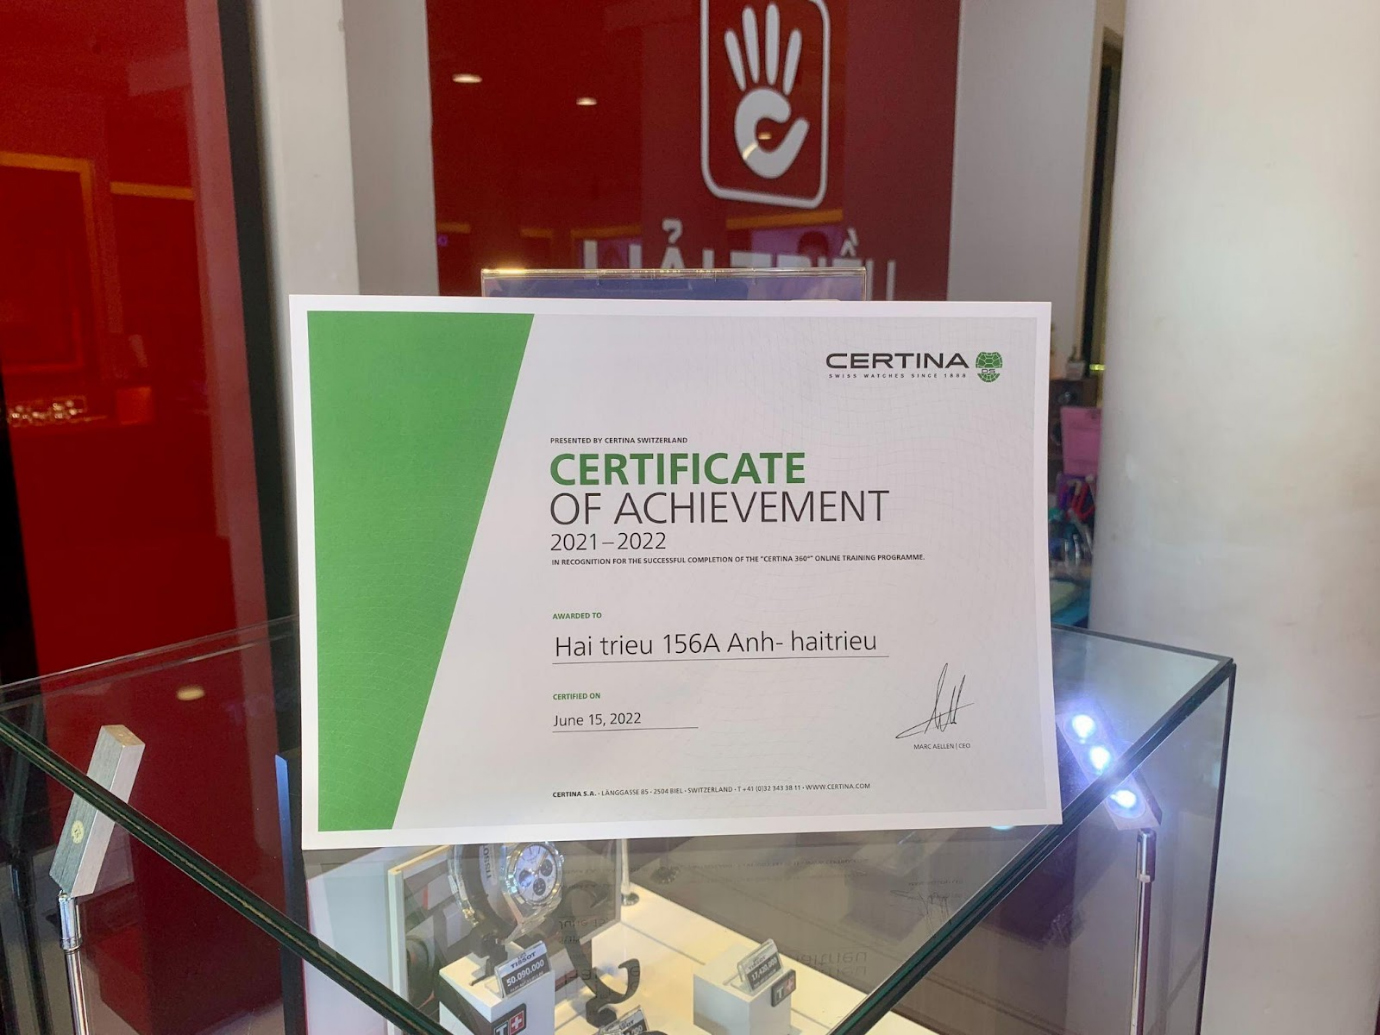 HẢI TRIỀU
CERTINA
SWISS WATCHES SINCE 1888
DS
PRESENTED BY CERTINA SWITZERLAND
CERTIFICATE
OF ACHIEVEMENT
2021–2022
IN RECOGNITION FOR THE SUCCESSFUL COMPLETION OF THE "CERTINA 360°" ONLINE TRAINING PROGRAMME.
AWARDED TO
Hai trieu 156A Anh- haitrieu
CERTIFIED ON
June 15, 2022
MARC AELLEN | CEO
CERTINA S.A. - LÄNGGASSE 85 - 2504 BIEL - SWITZERLAND - T +41 (0)32 343 38 11 - WWW.CERTINA.COM
TISSOT
50.090.000